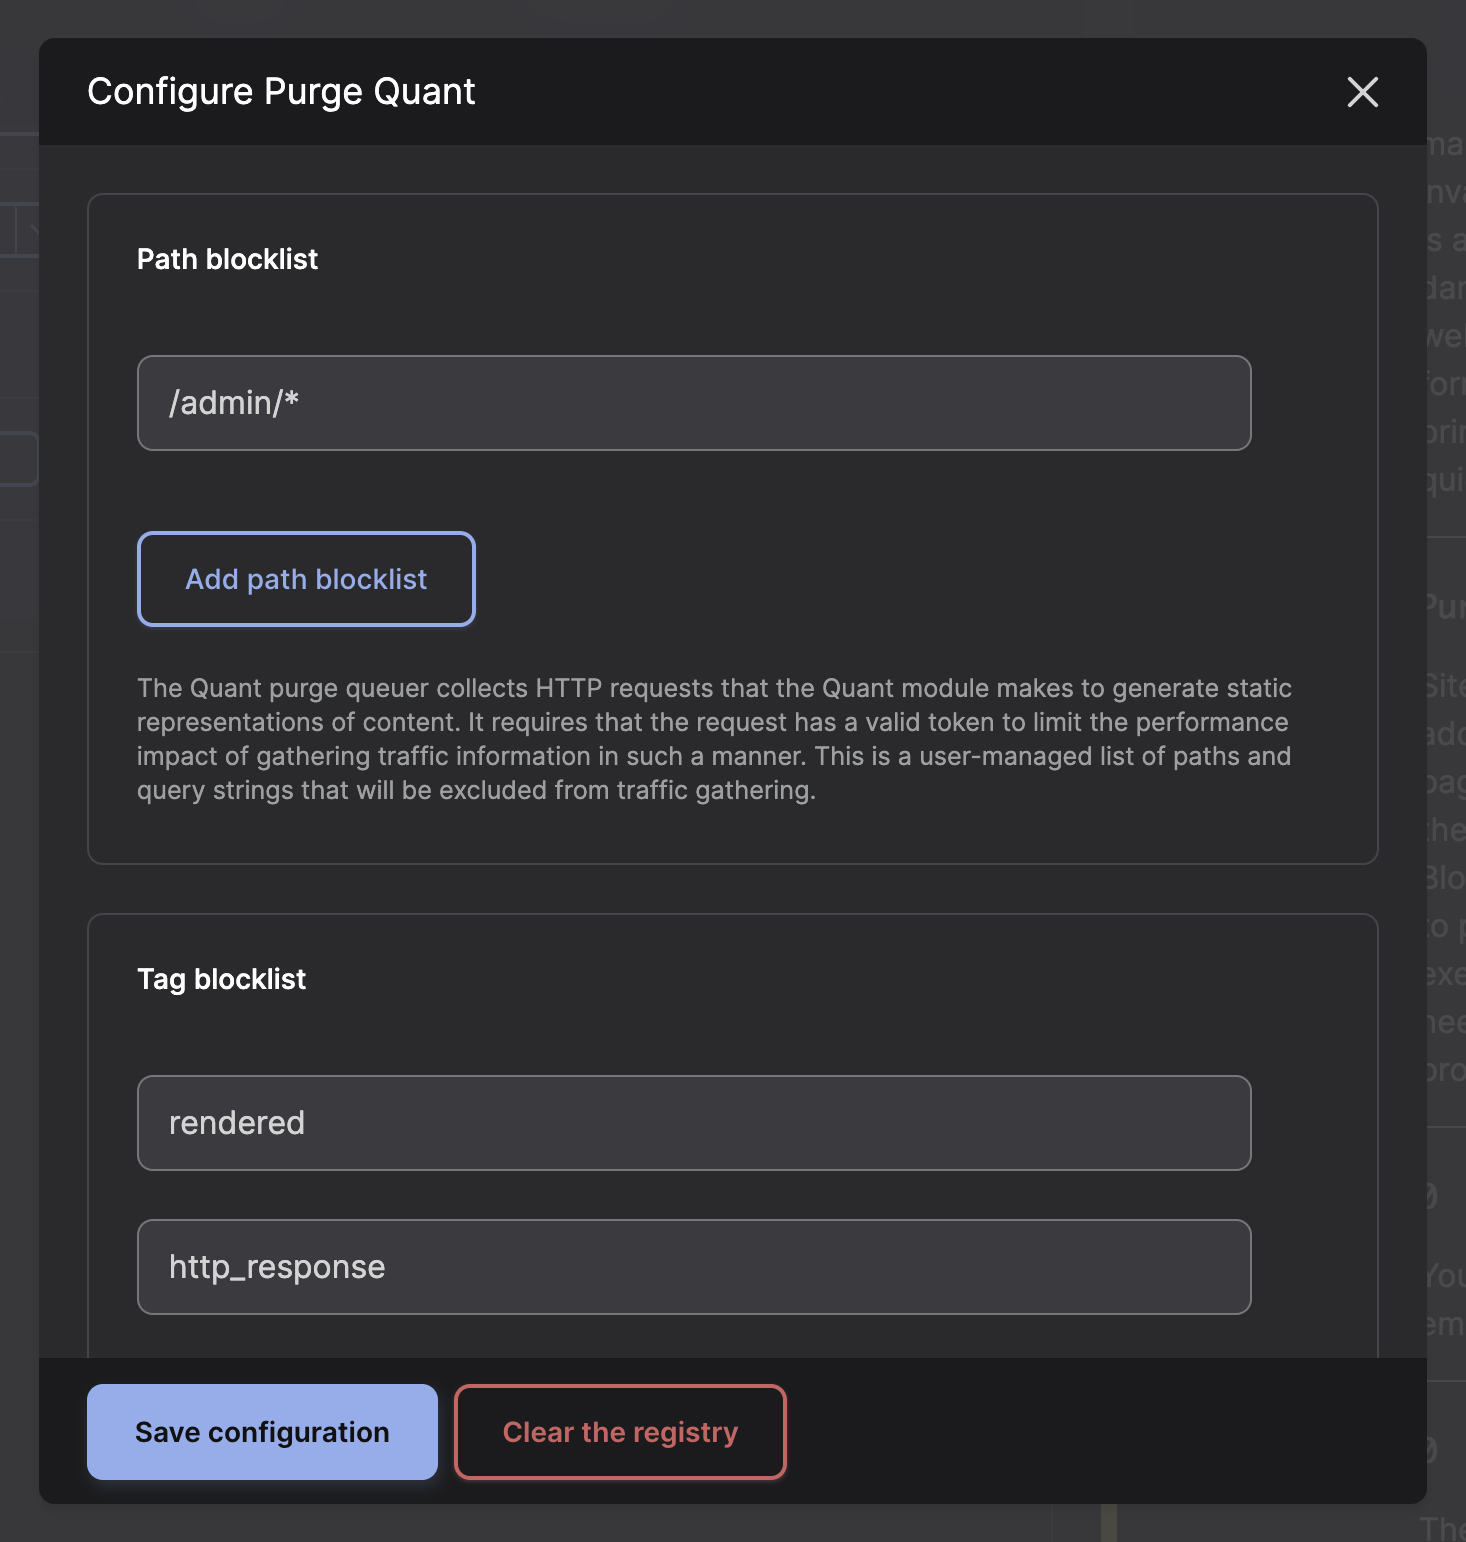 Configure Purge Quant
Path blocklist
/admin/*
Add path blocklist
The Quant purge queuer collects HTTP requests that the Quant module makes to generate static
representations of content. It requires that the request has a valid token to limit the performance
impact of gathering traffic information in such a manner. This is a user-managed list of paths and
query strings that will be excluded from traffic gathering.
Tag blocklist
rendered
http_response
Save configuration
Clear the registry